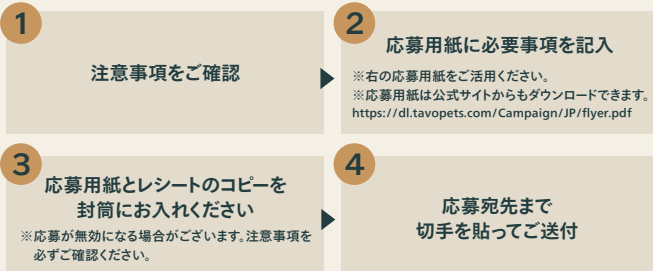 1
注意事項をご確認
2
応募用紙に必要事項を記入
※右の応募用紙をご活用ください。
※応募用紙は公式サイトからもダウンロードできます。
https://dl.tavopets.com/Campaign/JP/flyer.pdf
3
応募用紙とレシートのコピーを
封筒にお入れください
※応募が無効になる場合がございます。注意事項を
必ずご確認ください。
4
応募宛先まで
切手を貼ってご送付